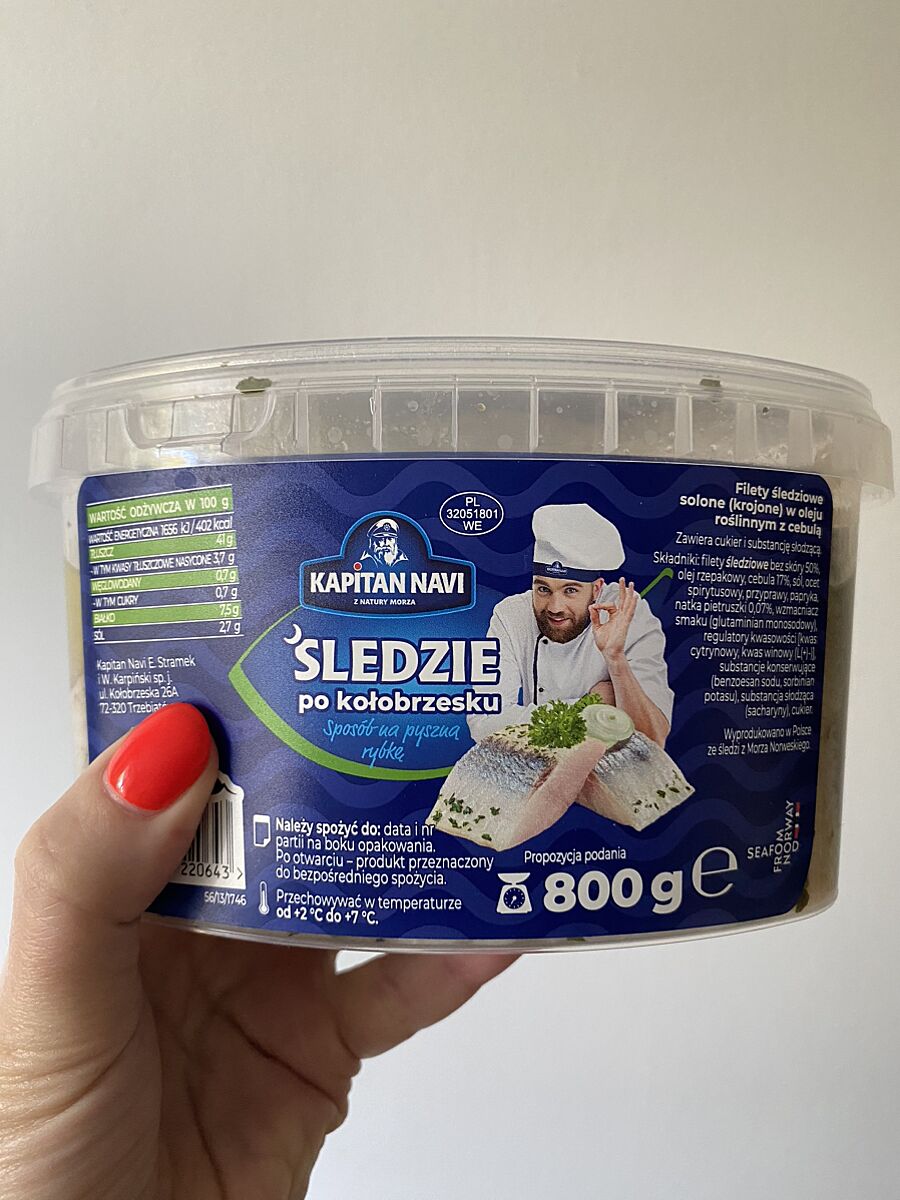 WARTOŚĆ ODŻYWCZA W 100 g
WARTOŚĆ ENERGETYCZNA 1656 kJ / 402 kcal
TŁUSZCZ 41 g
-W TYM KWASY TŁUSZCZOWE NASYCONE 3,7 g
WĘGLOWODANY 0,7 g
-W TYM CUKRY 0,7 g
BIAŁKO 7,5 g
SÓL 2,7 g
Kapitan Navi E. Stramek
i W. Karpiński sp. j.
ul. Kołobrzeska 26A
72-320 Trzebiató
220643
56/13/1746
PL
32051801
WE
KAPITAN NAVI
Z NATURY MORZA
ŚLEDZIE
po kołobrzesku
Sposób na pyszną
rybkę
Należy spożyć do: data i nr
partii na boku opakowania.
Po otwarciu – produkt przeznaczony
do bezpośredniego spożycia.
Przechowywać w temperaturze
od +2 °C do +7 °C.
Propozycja podania
800 g e
Filety śledziowe
solone (krojone) w oleju
roślinnym z cebulą
Zawiera cukier i substancję słodzącą.
Składniki: filety śledziowe bez skóry 50%,
olej rzepakowy, cebula 17%, sól, ocet
spirytusowy, przyprawy, papryka,
natka pietruszki 0,07%, wzmacniacz
smaku (glutaminian monosodowy),
regulatory kwasowości [kwas
cytrynowy, kwas winowy (L(+)-)],
substancje konserwujące
(benzoesan sodu, sorbinian
potasu), substancja słodząca
(sacharyny), cukier.
Wyprodukowano w Polsce
ze śledzi z Morza Norweskiego.
SEAFOOD
FROM
NORWAY